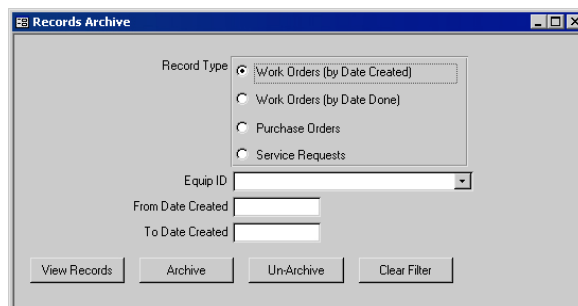 Records Archive
Record Type
Work Orders (by Date Created)
Work Orders (by Date Done)
Purchase Orders
Service Requests
Equip ID
From Date Created
To Date Created
View Records Archive Un-Archive Clear Filter